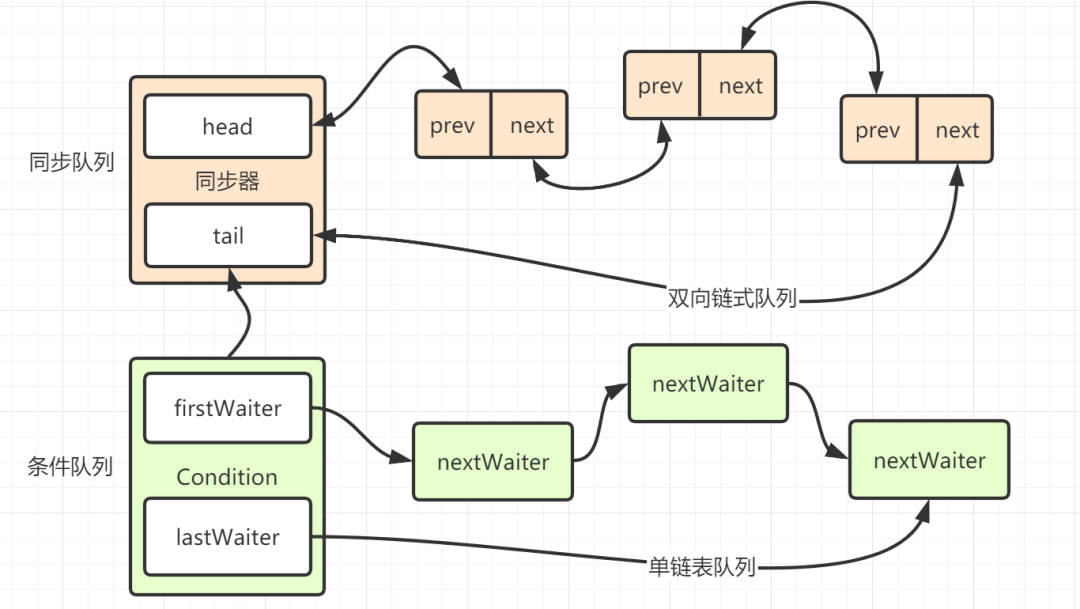 同步队列
head
同步器
tail
prev
next
prev
next
prev
next
双向链式队列
条件队列
firstWaiter
Condition
lastWaiter
nextWaiter
nextWaiter
nextWaiter
单链表队列